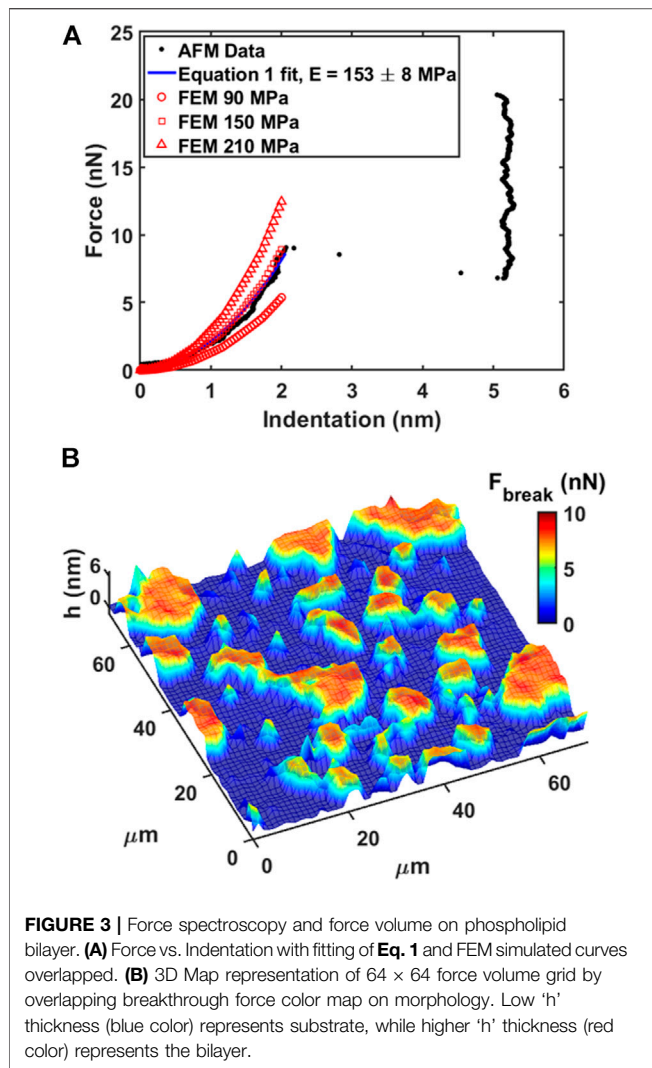 A
25
20
15
10
5
0
Force (nN)
AFM Data
Equation 1 fit, E = 153 ± 8 MPa
FEM 90 MPa
FEM 150 MPa
FEM 210 MPa
0 1 2 3 4 5 6
Indentation (nm)
B
F_break (nN)
10
5
0
h (nm)
6
0
60
40
20
0
μm
0
20
40
60
μm
FIGURE 3 | Force spectroscopy and force volume on phospholipid
bilayer. (A) Force vs. Indentation with fitting of Eq. 1 and FEM simulated curves
overlapped. (B) 3D Map representation of 64 × 64 force volume grid by
overlapping breakthrough force color map on morphology. Low ‘h’
thickness (blue color) represents substrate, while higher ‘h’ thickness (red
color) represents the bilayer.